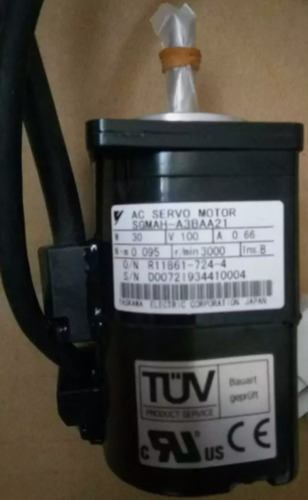 AC SERVO MOTOR
SGMAH-A3BAA21
W 30 V 100 A 0.66
N·m 0.095 r/min 3000 Ins.B
O/N R11861-724-4
S/N D00721934410004
YASKAWA ELECTRIC CORPORATION JAPAN
TÜV
PRODUCT SERVICE
Bauart
geprüft
C RU US CE